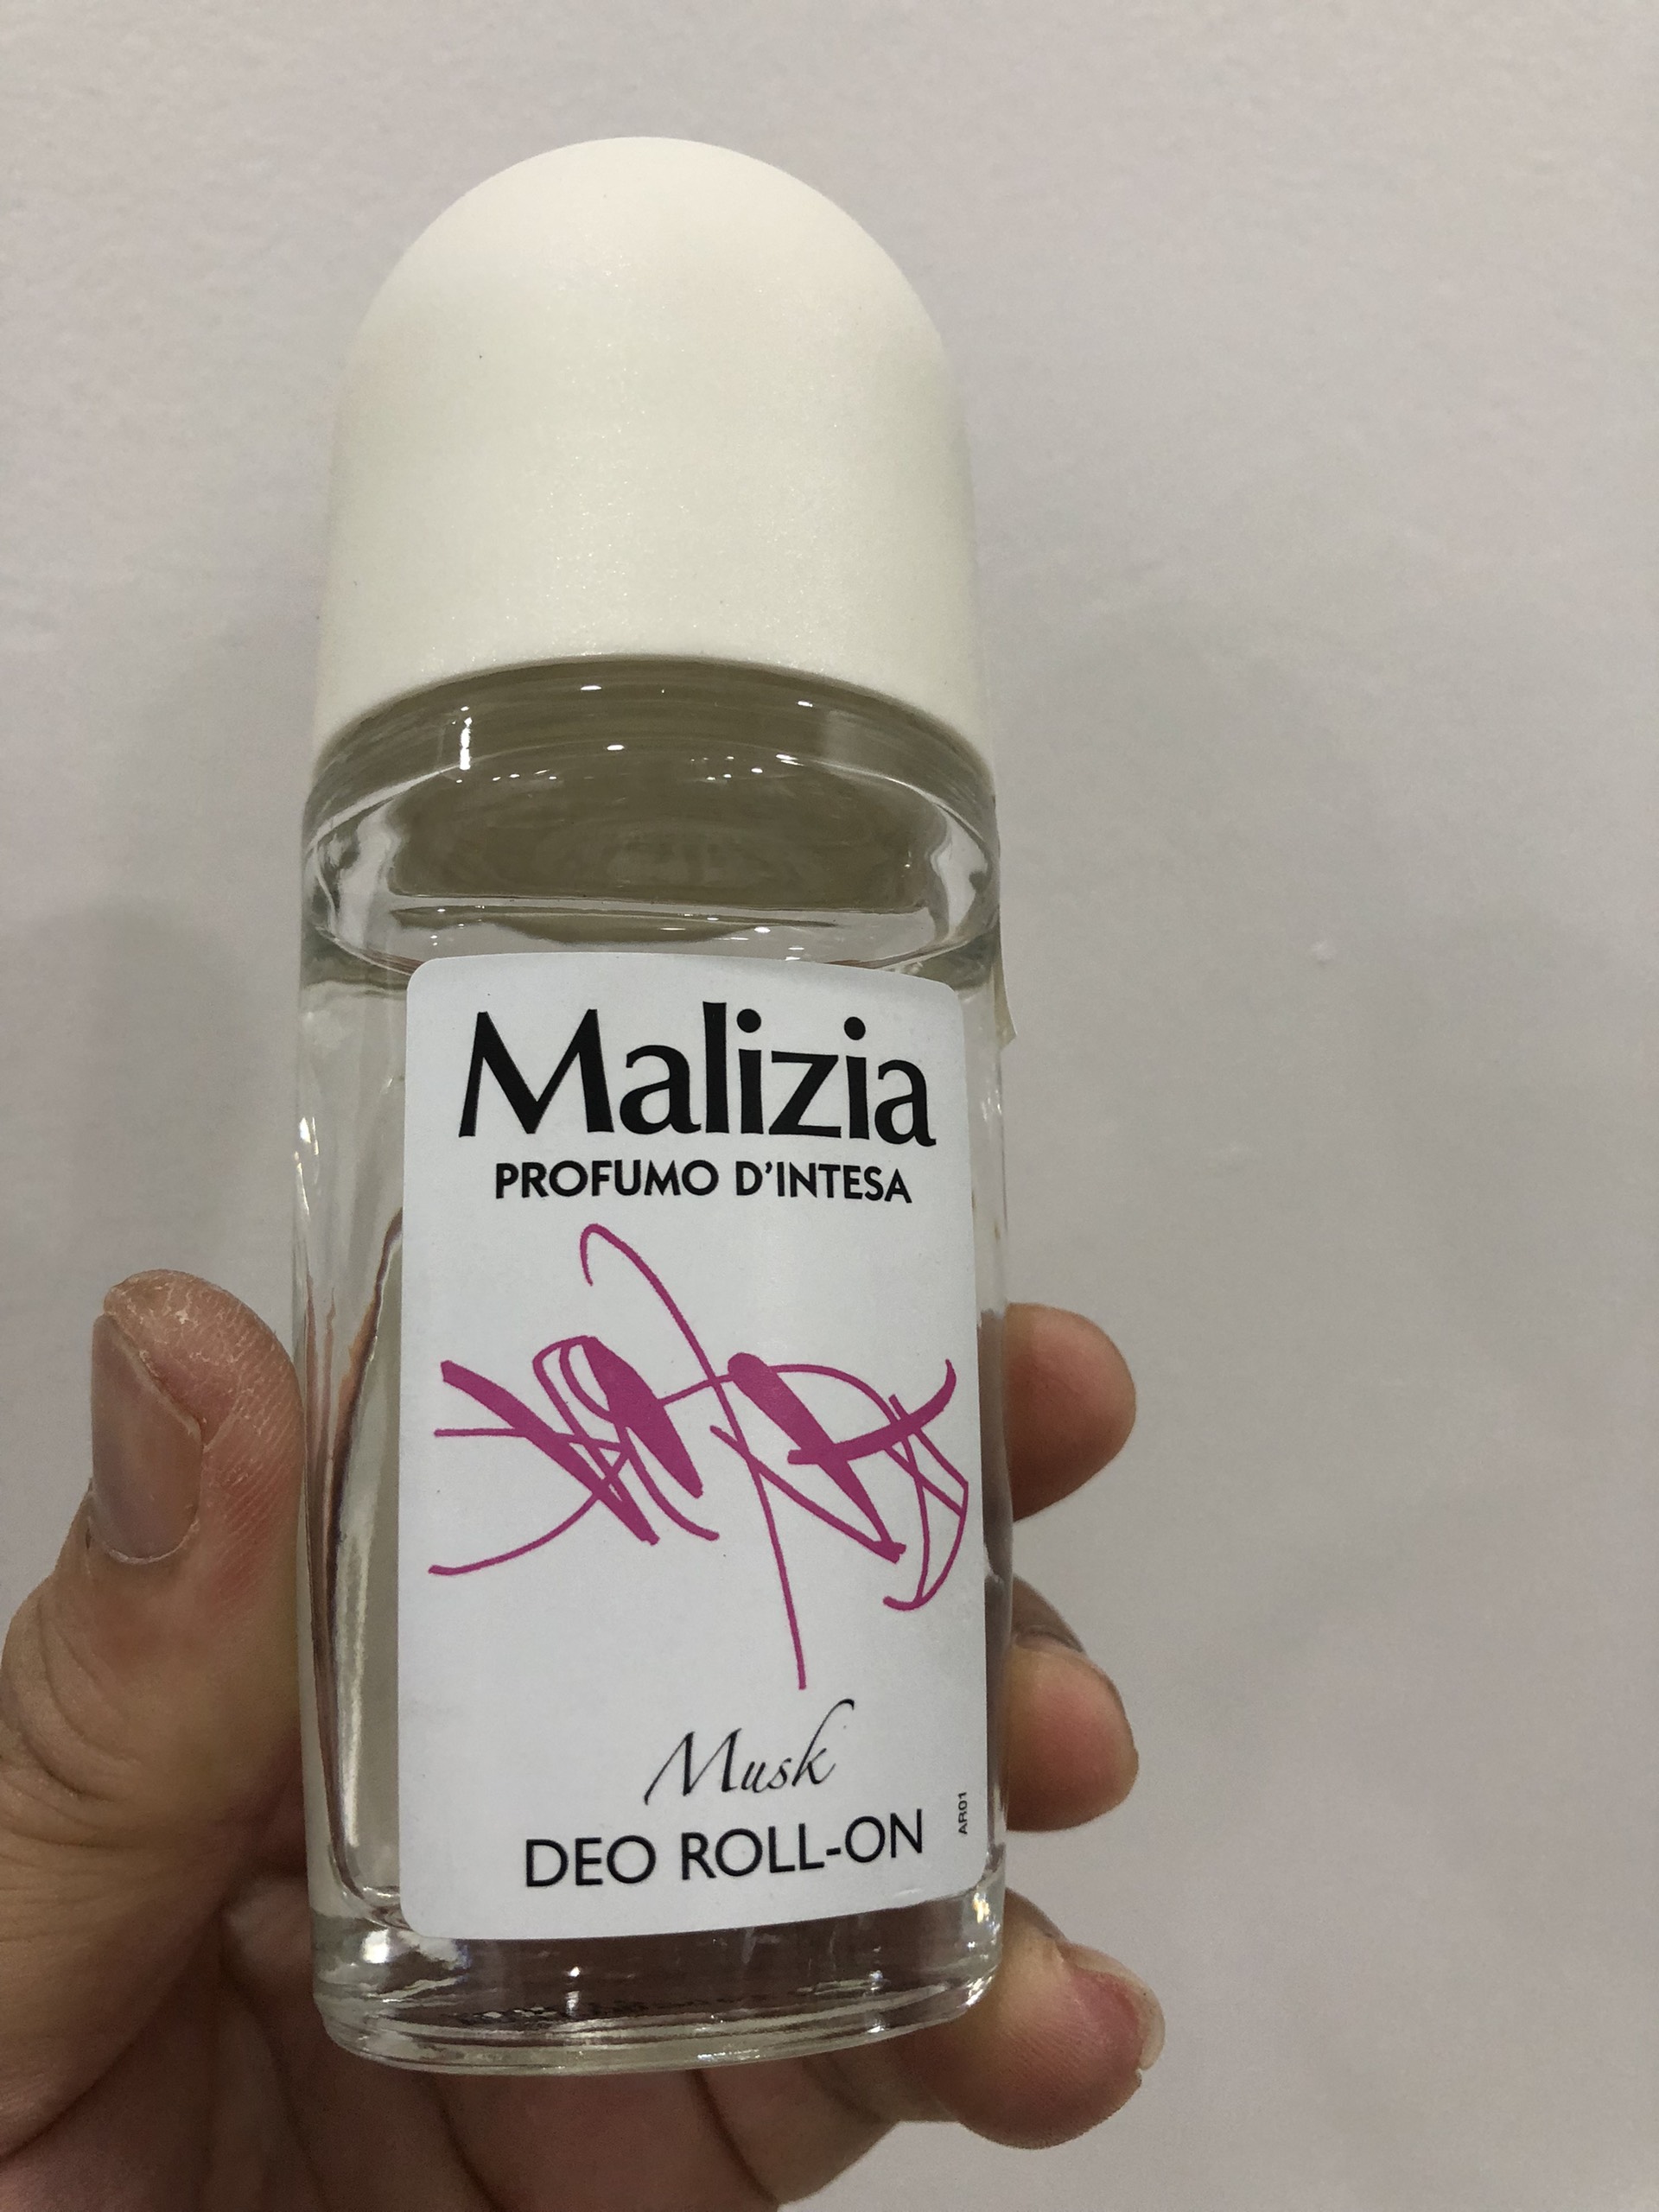 Malizia
PROFUMO D'INTESA
Musk
DEO ROLL-ON
AR01